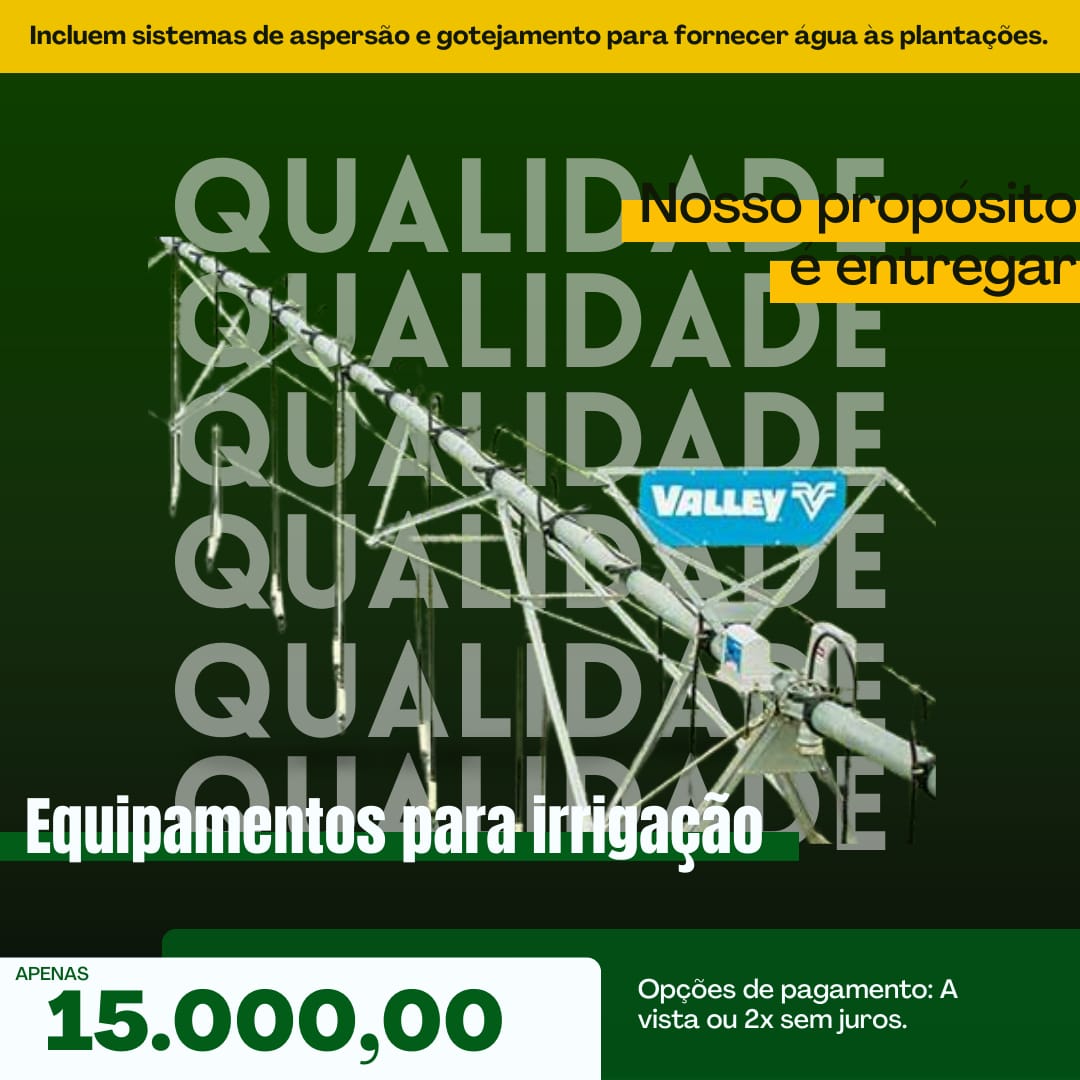 Incluem sistemas de aspersão e gotejamento para fornecer água às plantações.
QUALIDADE
Nosso propósito
é entregar
QUALIDADE
QUALIDADE
VALLEY
QUALIDADE
QUALIDADE
QUALIDADE
Equipamentos para irrigação
APENAS
15.000,00
Opções de pagamento: A
vista ou 2x sem juros.